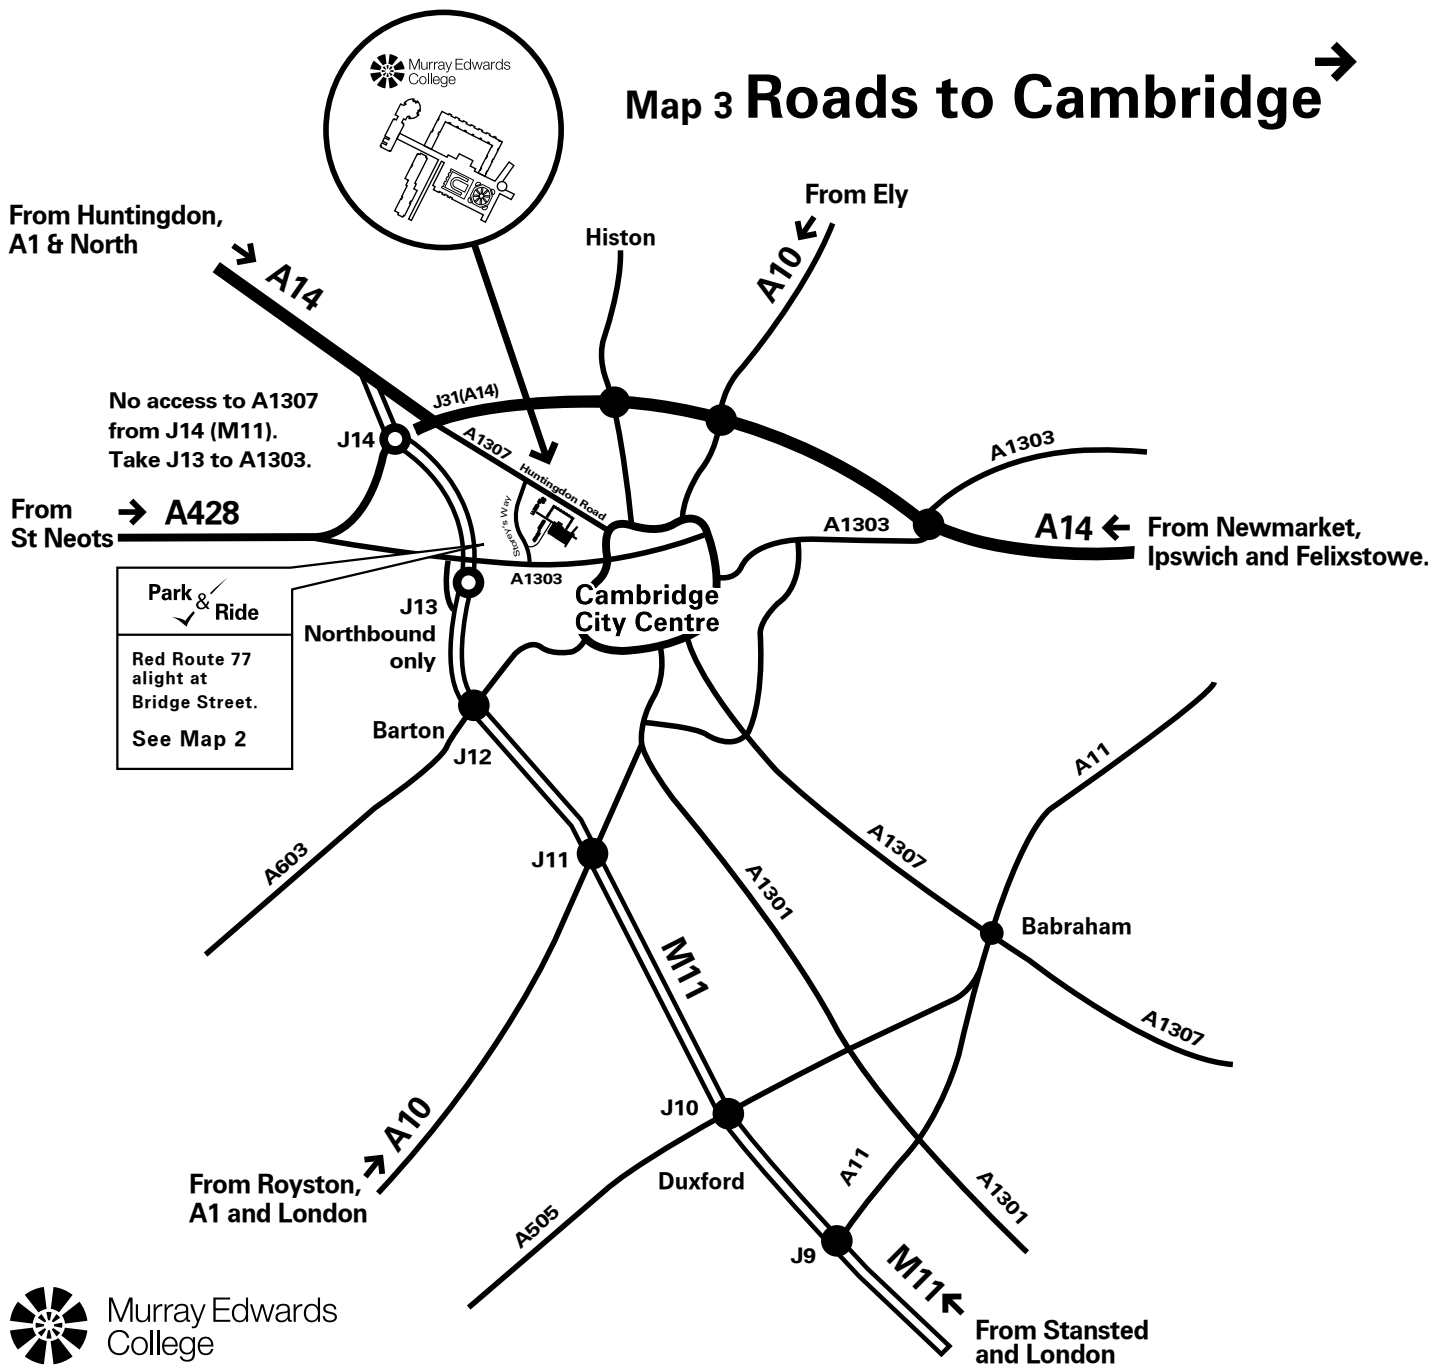 Murray Edwards
College
Map 3 Roads to Cambridge
From Ely
From Huntingdon,
A1 & North
Histon
A10
A14
J31(A14)
No access to A1307
from J14 (M11).
Take J13 to A1303.
J14
A1307
A1303
Huntingdon Road
Storey's Way
From
St Neots
A428
A1303
A14
From Newmarket,
Ipswich and Felixstowe.
A1303
Park
&
Ride
J13
Northbound
only
Cambridge
City Centre
Red Route 77
alight at
Bridge Street.
See Map 2
Barton
J12
A11
A603
J11
A1307
A1301
Babraham
M11
A1307
J10
A10
From Royston,
A1 and London
Duxford
A11
A1301
A505
J9
M11
From Stansted
and London
Murray Edwards
College